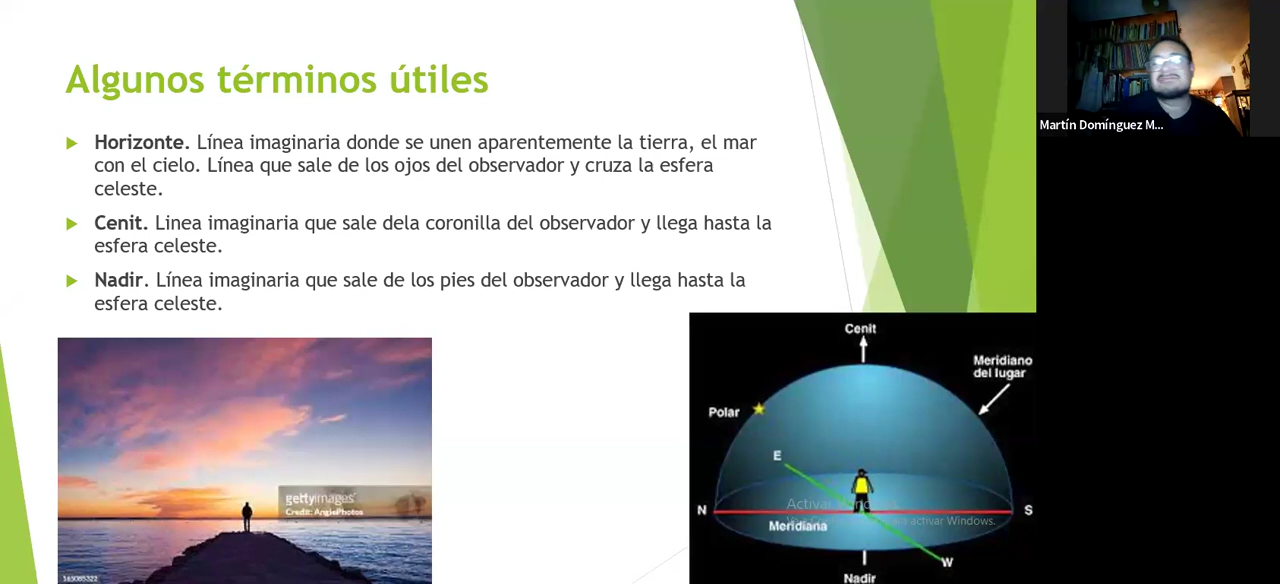 Algunos términos útiles
Horizonte. Línea imaginaria donde se unen aparentemente la tierra, el mar
con el cielo. Línea que sale de los ojos del observador y cruza la esfera
celeste.
Cenit. Linea imaginaria que sale dela coronilla del observador y llega hasta la
esfera celeste.
Nadir. Línea imaginaria que sale de los pies del observador y llega hasta la
esfera celeste.
gettyimages
Credit: AnglePhotos
165085322
Cenit
Meridiano
del lugar
Polar
E
N
S
Meridiana
W
Nadir
Activar
activar Windows.
Martín Domínguez M...